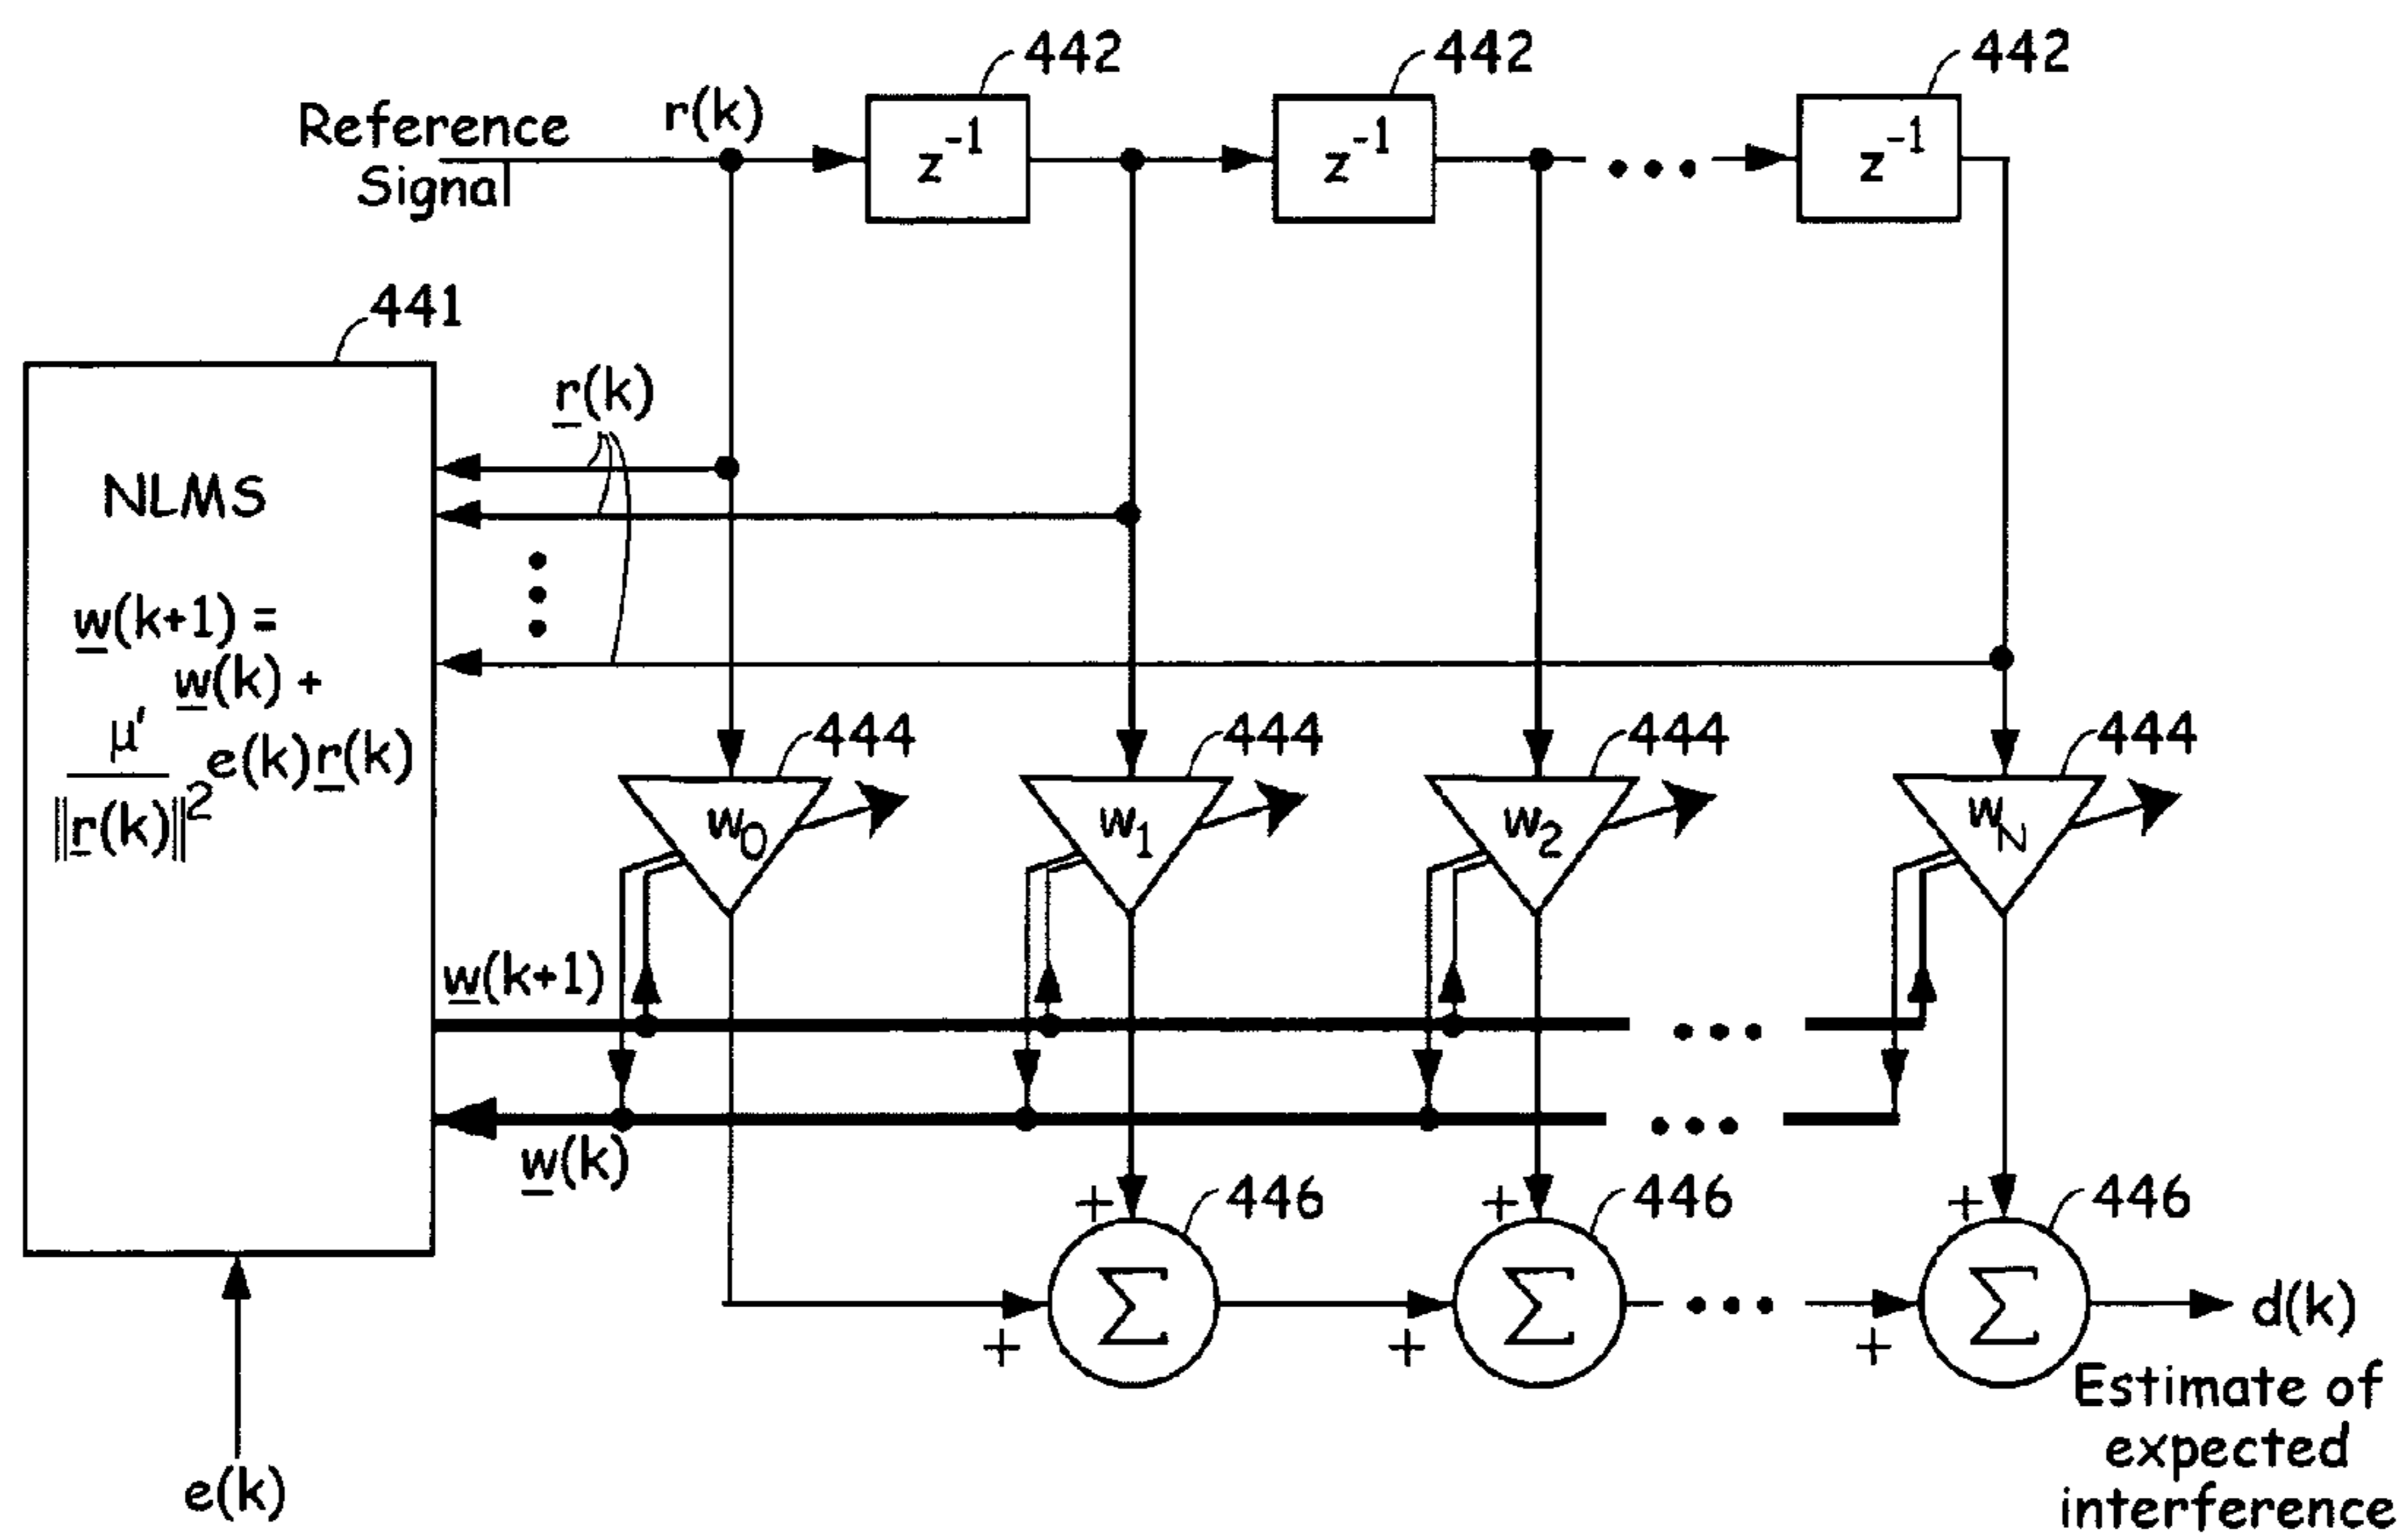 442
442
442
Reference
Signal
r(k)
z⁻¹
z⁻¹
z⁻¹
441
r(k)
NLMS
w(k+1) =
w(k) +
μ'
‖r(k)‖²
e(k)r(k)
444
444
444
444
w₀
w₁
w₂
w_N
w(k+1)
w(k)
+
446
+
446
+
446
Σ
Σ
Σ
+
+
+
d(k)
Estimate of
expected
interference
e(k)